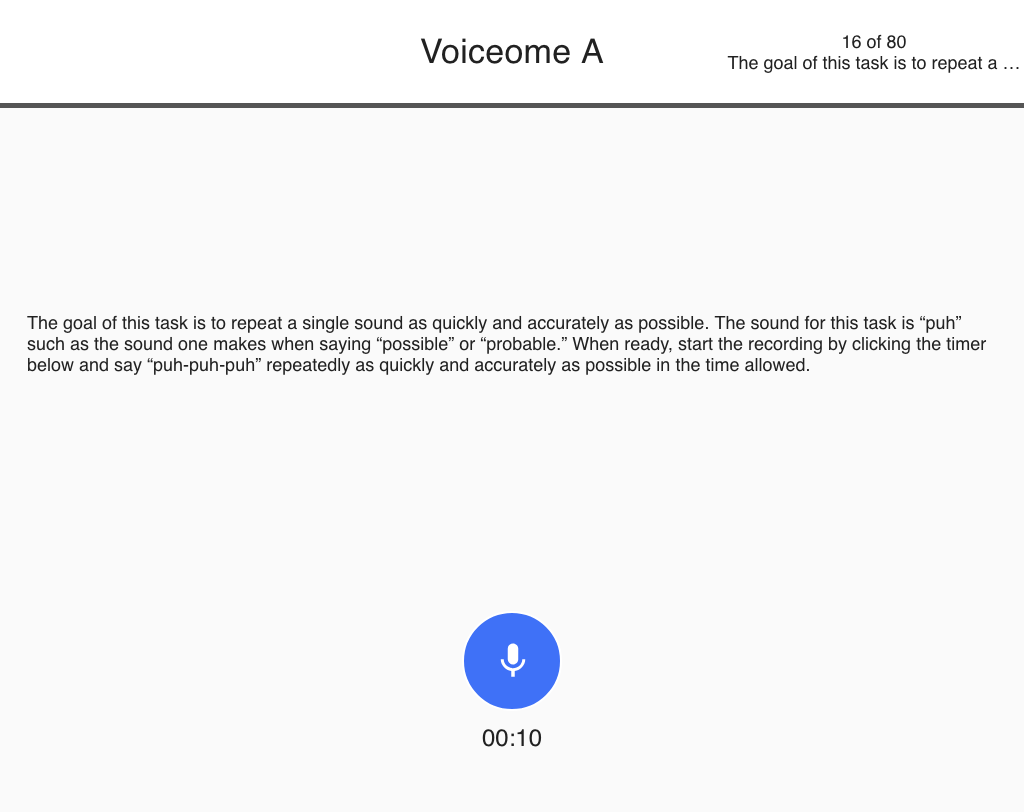 Voiceome A
16 of 80
The goal of this task is to repeat a …
The goal of this task is to repeat a single sound as quickly and accurately as possible. The sound for this task is “puh”
such as the sound one makes when saying “possible” or “probable.” When ready, start the recording by clicking the timer
below and say “puh-puh-puh” repeatedly as quickly and accurately as possible in the time allowed.
00:10